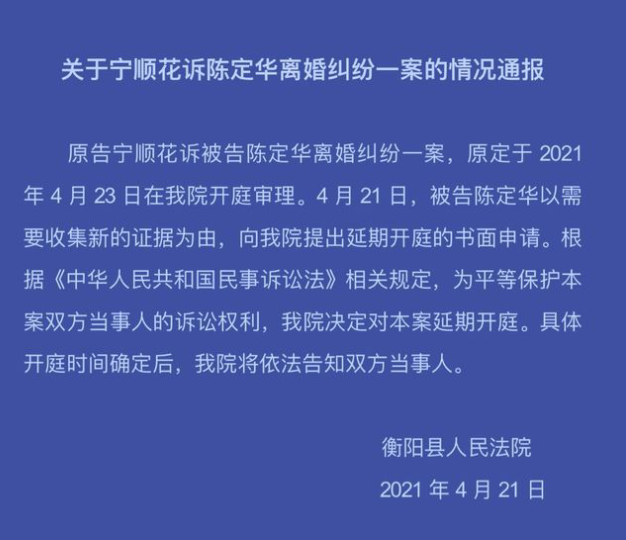 关于宁顺花诉陈定华离婚纠纷一案的情况通报
原告宁顺花诉被告陈定华离婚纠纷一案，原定于 2021
年 4 月 23 日在我院开庭审理。4 月 21 日，被告陈定华以需
要收集新的证据为由，向我院提出延期开庭的书面申请。根
据《中华人民共和国民事诉讼法》相关规定，为平等保护本
案双方当事人的诉讼权利，我院决定对本案延期开庭。具体
开庭时间确定后，我院将依法告知双方当事人。
衡阳县人民法院
2021 年 4 月 21 日